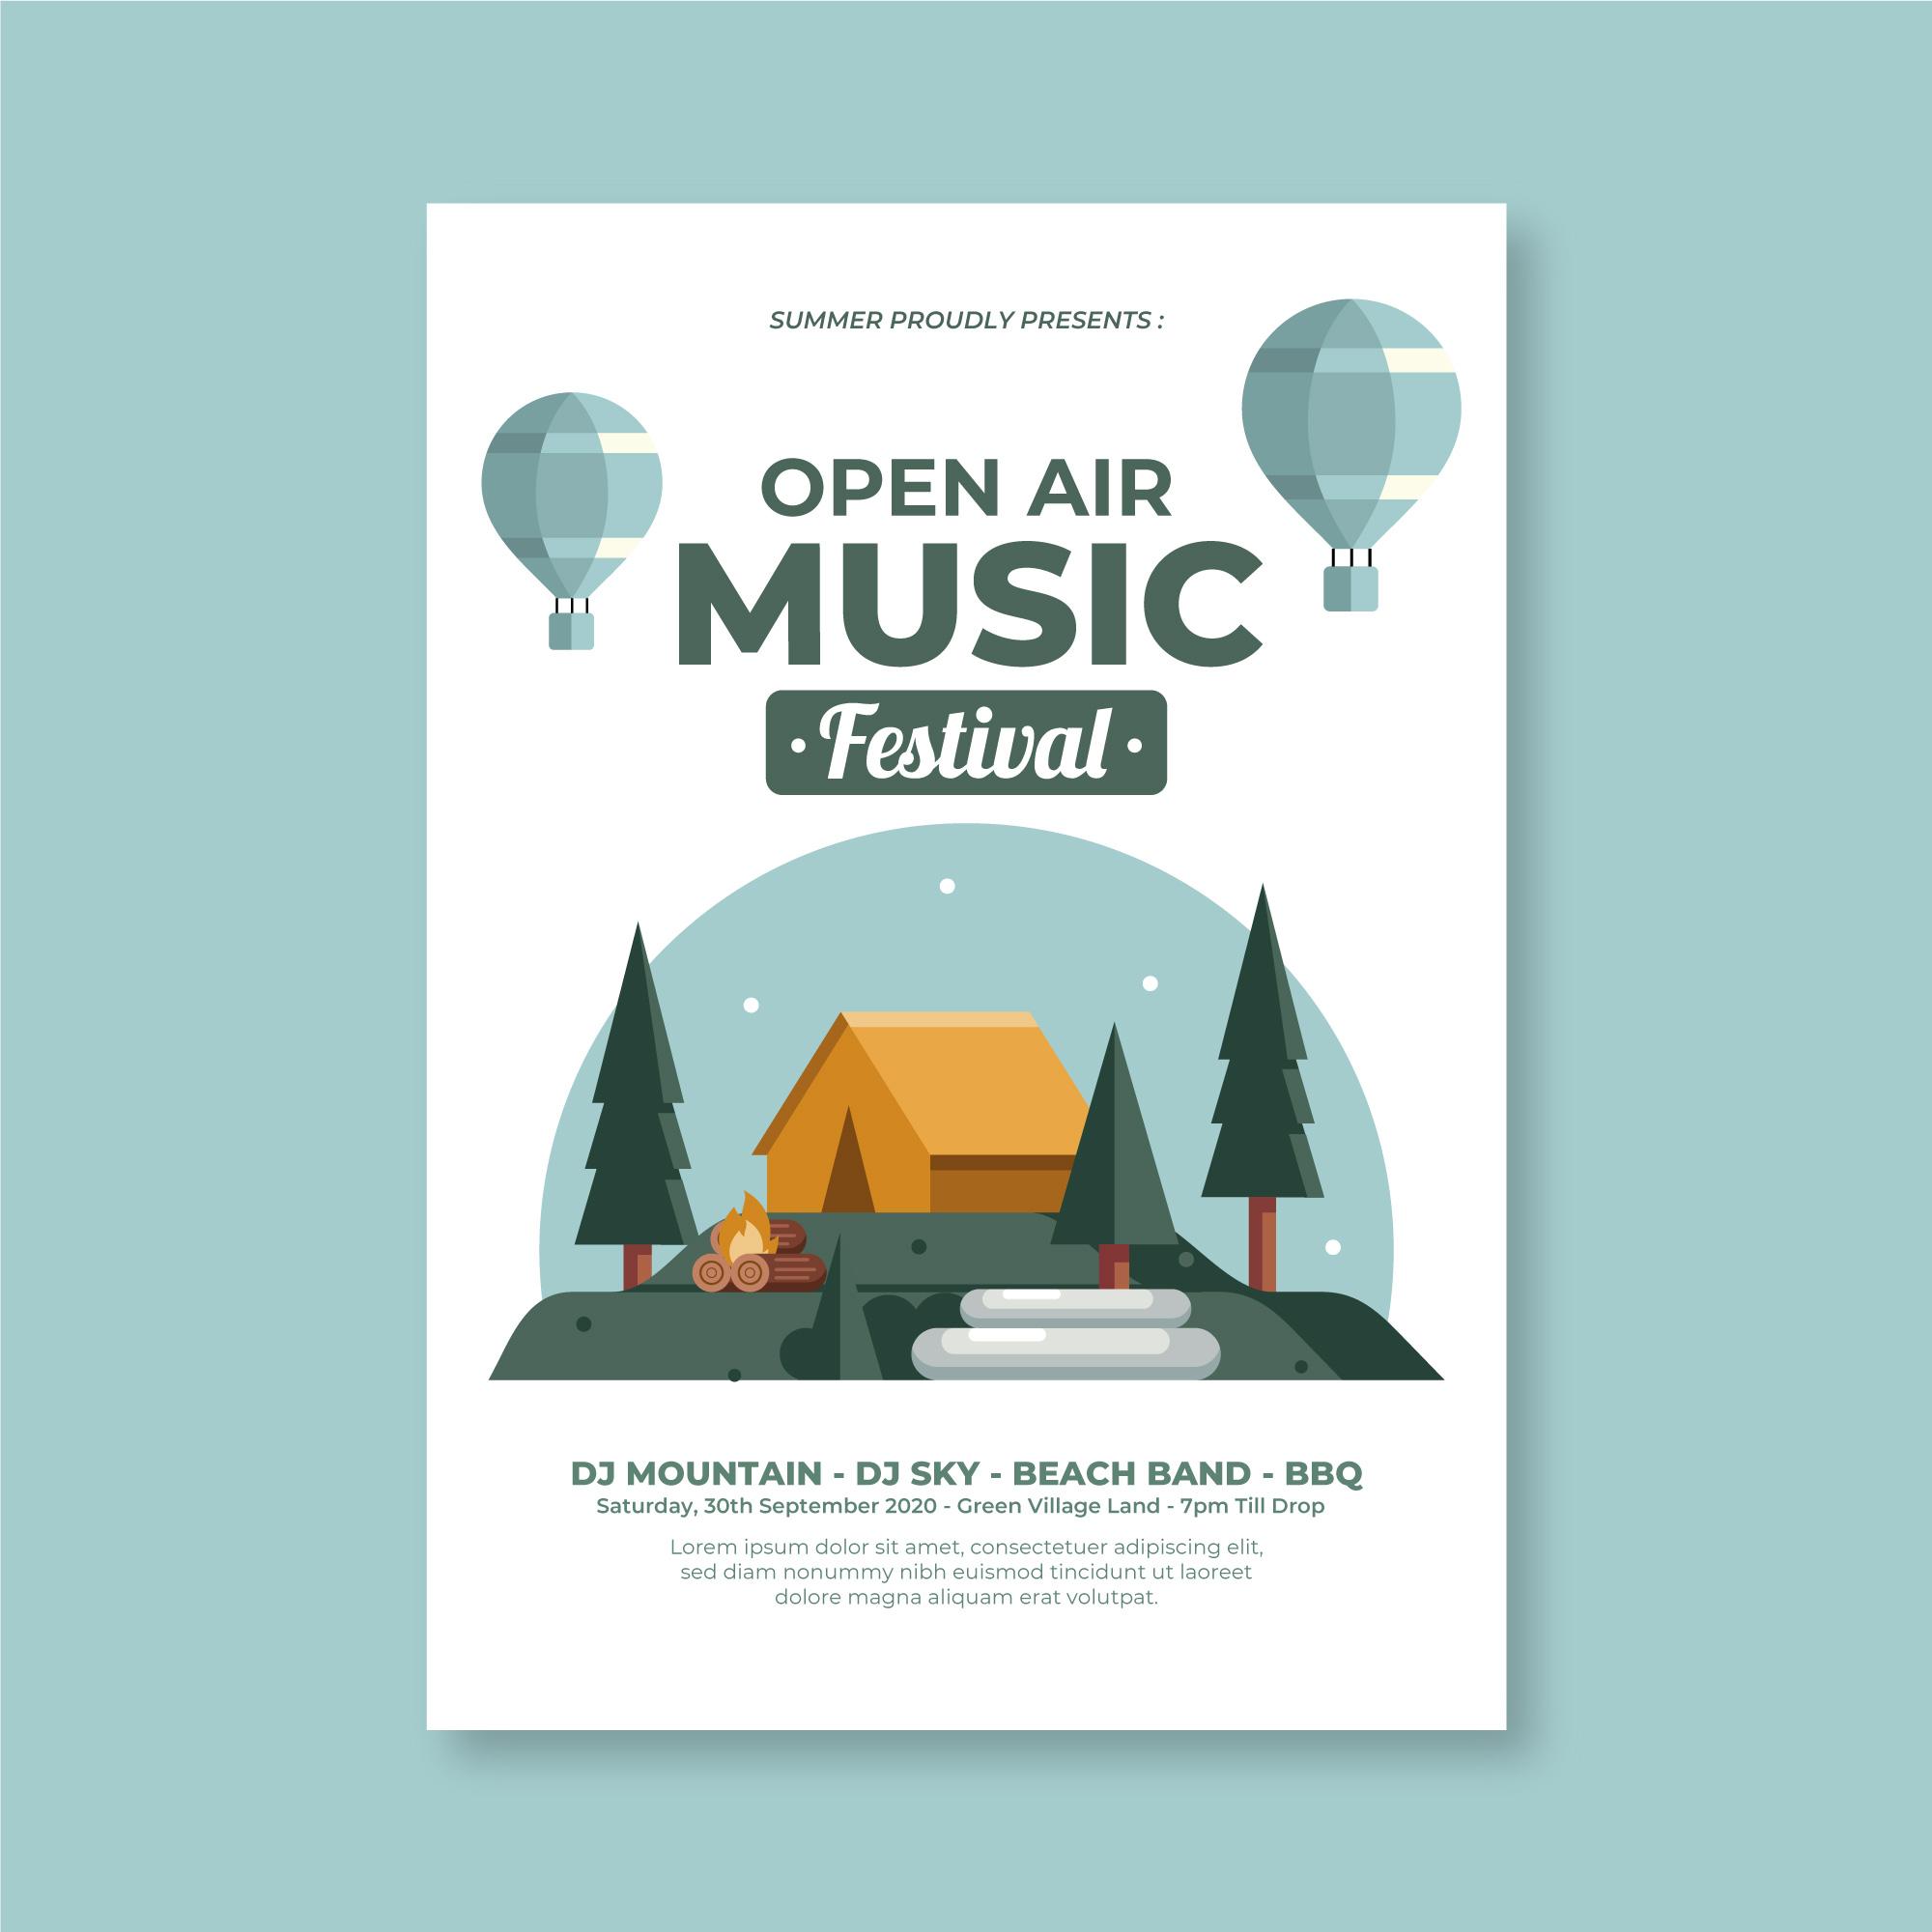 SUMMER PROUDLY PRESENTS :
OPEN AIR
MUSIC
Festival
DJ MOUNTAIN - DJ SKY - BEACH BAND - BBQ
Saturday, 30th September 2020 - Green Village Land - 7pm Till Drop
Lorem ipsum dolor sit amet, consectetuer adipiscing elit,
sed diam nonummy nibh euismod tincidunt ut laoreet
dolore magna aliquam erat volutpat.